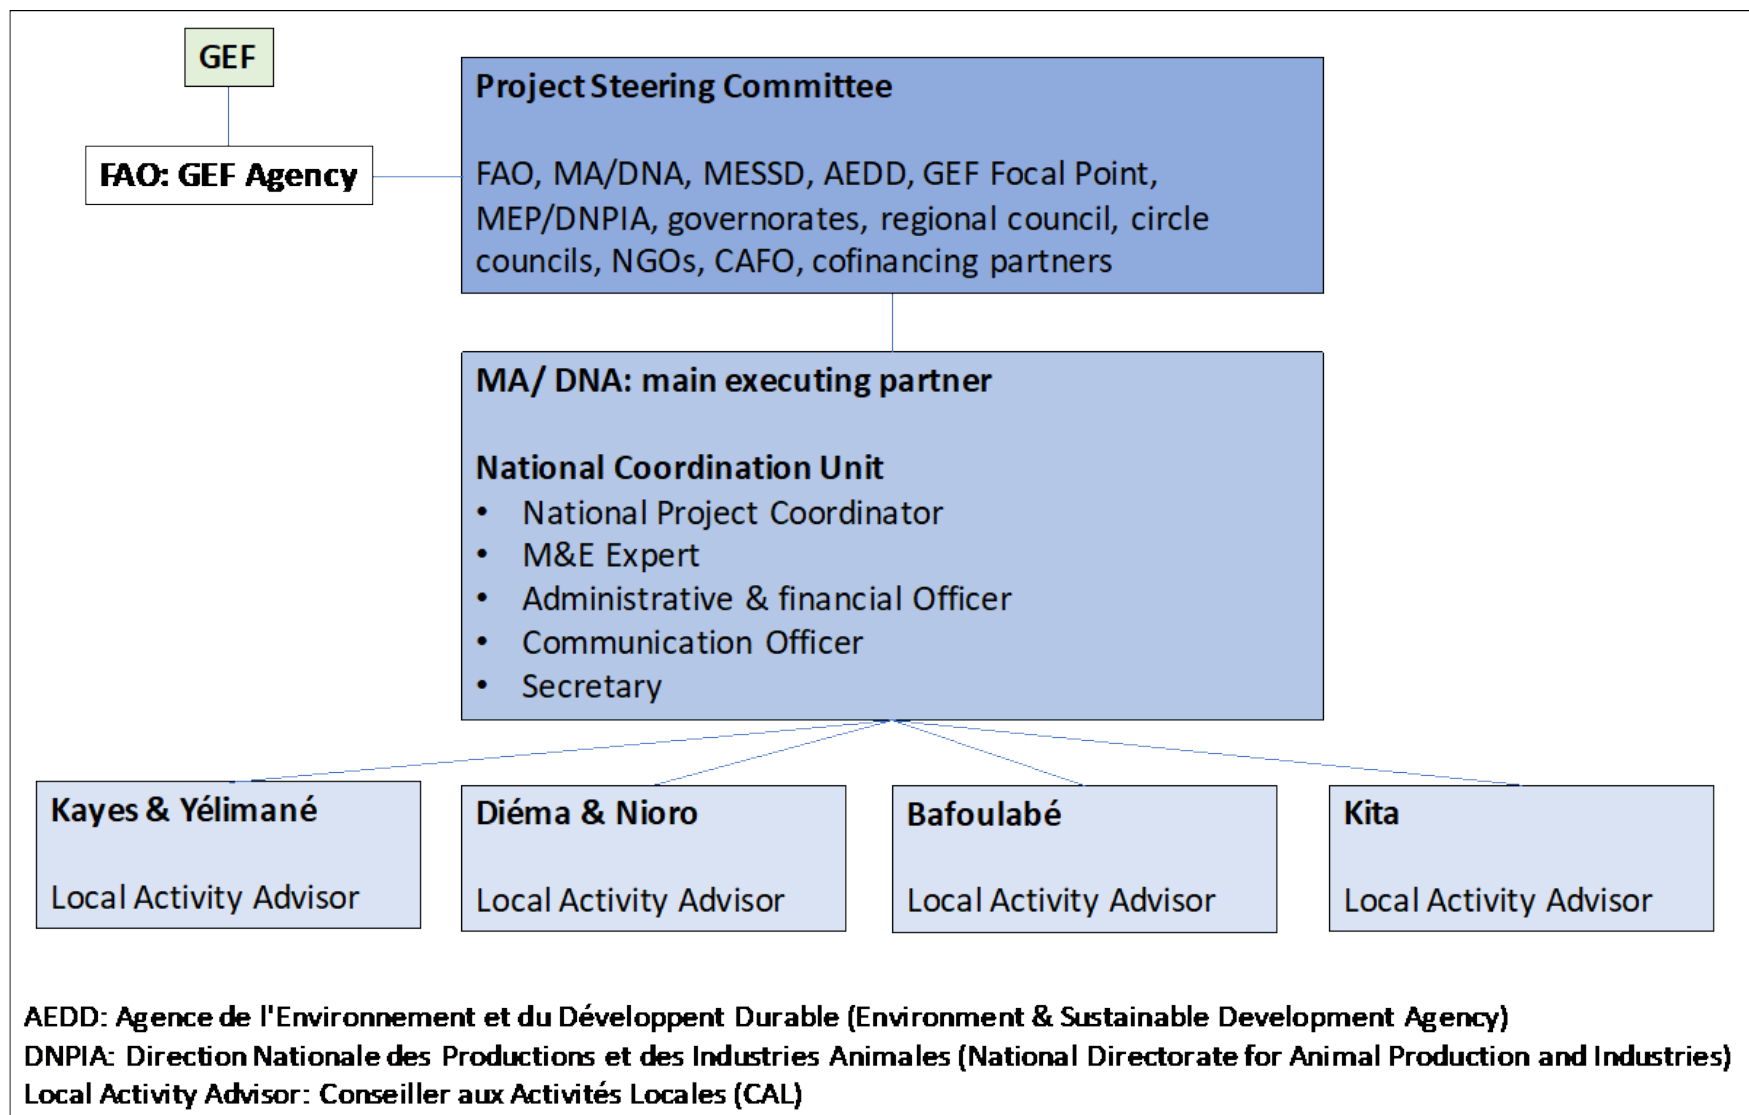 GEF
FAO: GEF Agency
Project Steering Committee
FAO, MA/DNA, MESSD, AEDD, GEF Focal Point,
MEP/DNPIA, governorates, regional council, circle
councils, NGOs, CAFO, cofinancing partners
MA/ DNA: main executing partner
National Coordination Unit
• National Project Coordinator
• M&E Expert
• Administrative & financial Officer
• Communication Officer
• Secretary
Kayes & Yélimané
Local Activity Advisor
Diéma & Nioro
Local Activity Advisor
Bafoulabé
Local Activity Advisor
Kita
Local Activity Advisor
AEDD: Agence de l'Environnement et du Développent Durable (Environment & Sustainable Development Agency)
DNPIA: Direction Nationale des Productions et des Industries Animales (National Directorate for Animal Production and Industries)
Local Activity Advisor: Conseiller aux Activités Locales (CAL)